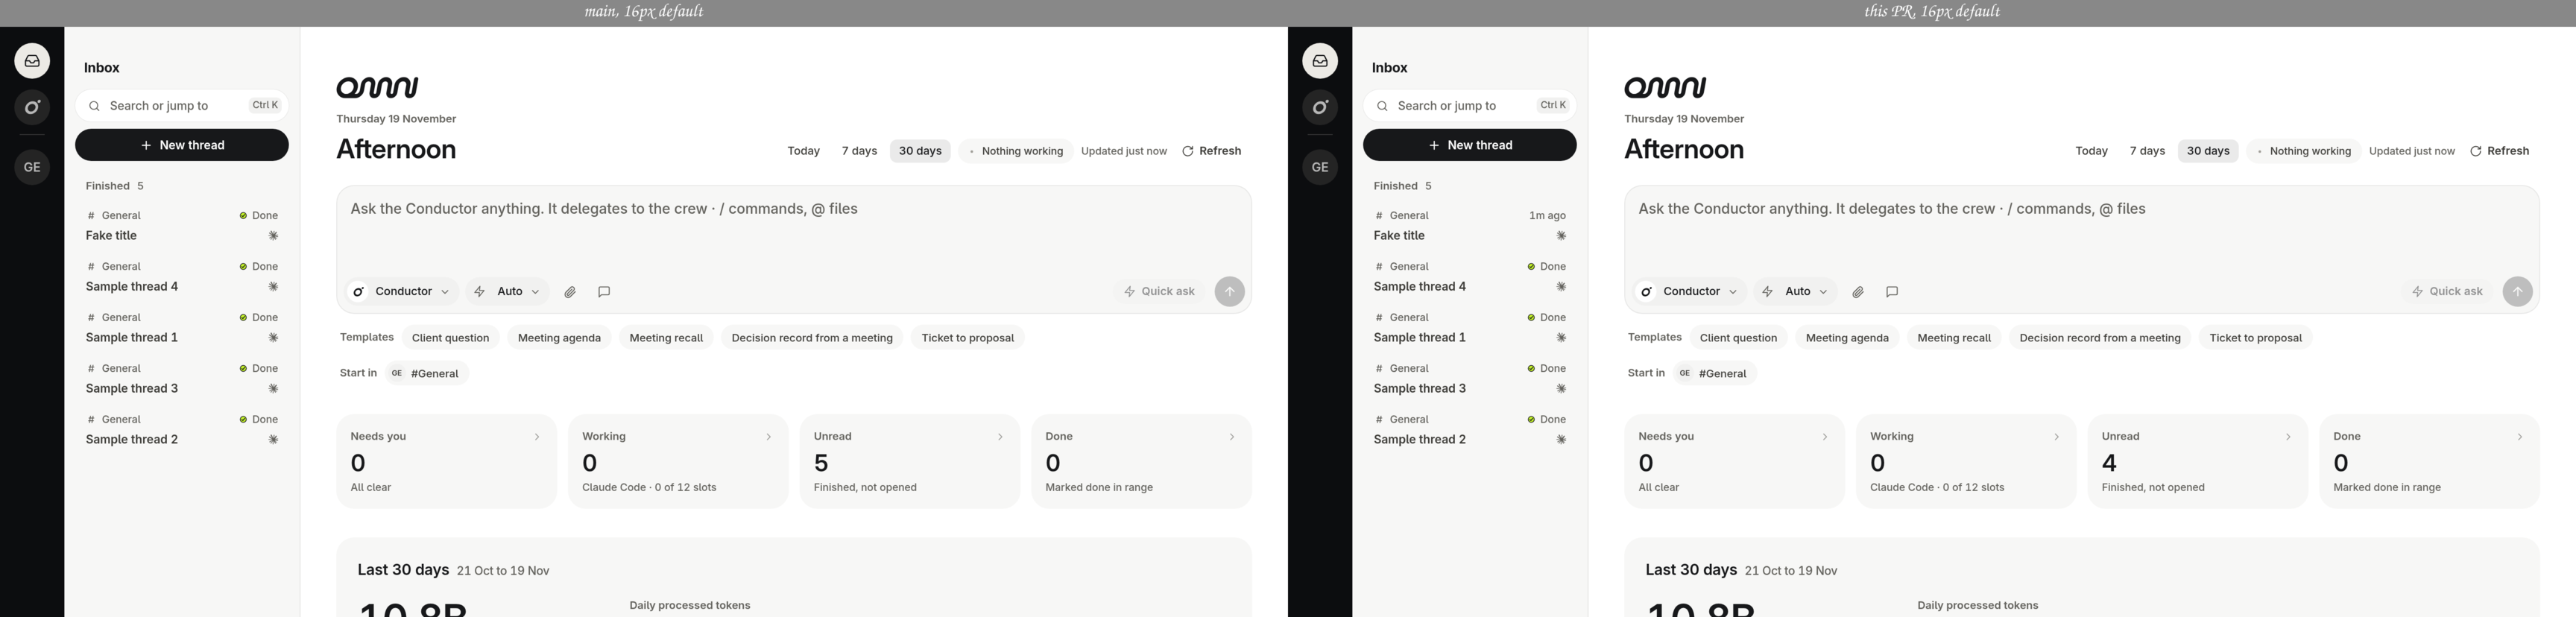 main, 16px default
Inbox
Search or jump to Ctrl K
+ New thread
GE
Finished 5
# General Done
Fake title
# General Done
Sample thread 4
# General Done
Sample thread 1
# General Done
Sample thread 3
# General Done
Sample thread 2
omni
Thursday 19 November
Afternoon
Today 7 days 30 days • Nothing working Updated just now Refresh
Ask the Conductor anything. It delegates to the crew · / commands, @ files
Conductor Auto Quick ask
Templates Client question Meeting agenda Meeting recall Decision record from a meeting Ticket to proposal
Start in GE #General
Needs you Working Unread Done
0 0 5 0
All clear Claude Code · 0 of 12 slots Finished, not opened Marked done in range
Last 30 days 21 Oct to 19 Nov
Daily processed tokens
10.8B
this PR, 16px default
Inbox
Search or jump to Ctrl K
+ New thread
GE
Finished 5
# General 1m ago
Fake title
# General Done
Sample thread 4
# General Done
Sample thread 1
# General Done
Sample thread 3
# General Done
Sample thread 2
omni
Thursday 19 November
Afternoon
Today 7 days 30 days • Nothing working Updated just now Refresh
Ask the Conductor anything. It delegates to the crew · / commands, @ files
Conductor Auto Quick ask
Templates Client question Meeting agenda Meeting recall Decision record from a meeting Ticket to proposal
Start in GE #General
Needs you Working Unread Done
0 0 4 0
All clear Claude Code · 0 of 12 slots Finished, not opened Marked done in range
Last 30 days 21 Oct to 19 Nov
Daily processed tokens
10.8B